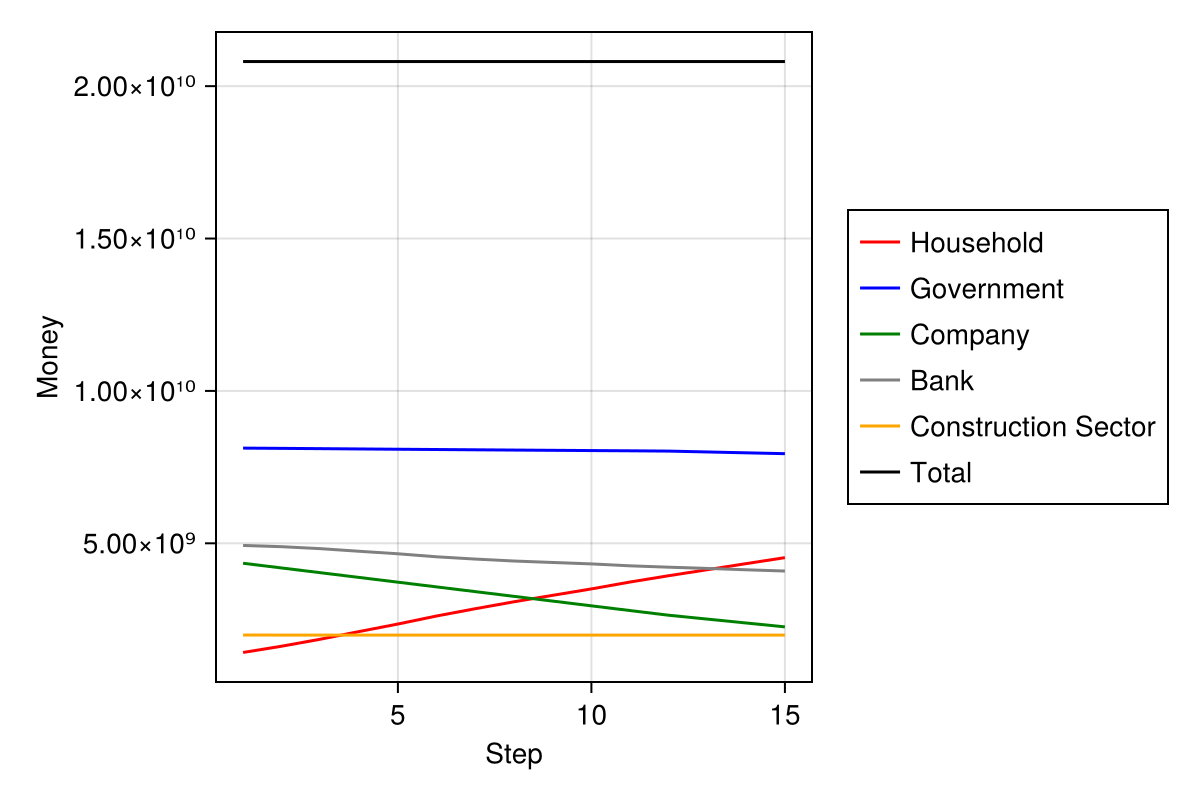 2.00×10¹⁰
1.50×10¹⁰
1.00×10¹⁰
5.00×10⁹
Money
5
10
15
Step
Household
Government
Company
Bank
Construction Sector
Total